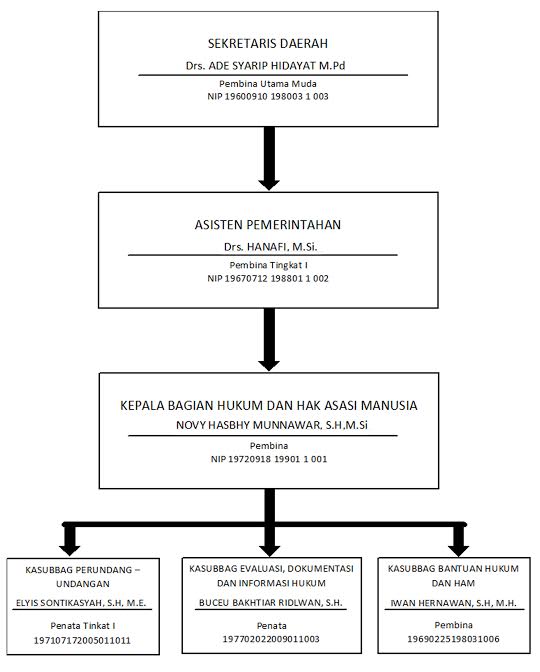 SEKRETARIS DAERAH
Drs. ADE SYARIP HIDAYAT M.Pd
Pembina Utama Muda
NIP 19600910 198003 1 003
ASISTEN PEMERINTAHAN
Drs. HANAFI, M.Si.
Pembina Tingkat I
NIP 19670712 198801 1 002
KEPALA BAGIAN HUKUM DAN HAK ASASI MANUSIA
NOVY HASBHY MUNNAWAR, S.H,M.Si
Pembina
NIP 19720918 19901 1 001
KASUBBAG PERUNDANG –
UNDANGAN
ELYIS SONTIKASYAH, S.H, M.E.
Penata Tinkat I
197107172005011011
KASUBBAG EVALUASI, DOKUMENTASI
DAN INFORMASI HUKUM
BUCEU BAKHTIAR RIDLWAN, S.H.
Penata
197702022009011003
KASUBBAG BANTUAN HUKUM
DAN HAM
IWAN HERNAWAN, S.H, M.H.
Pembina
19690225198031006